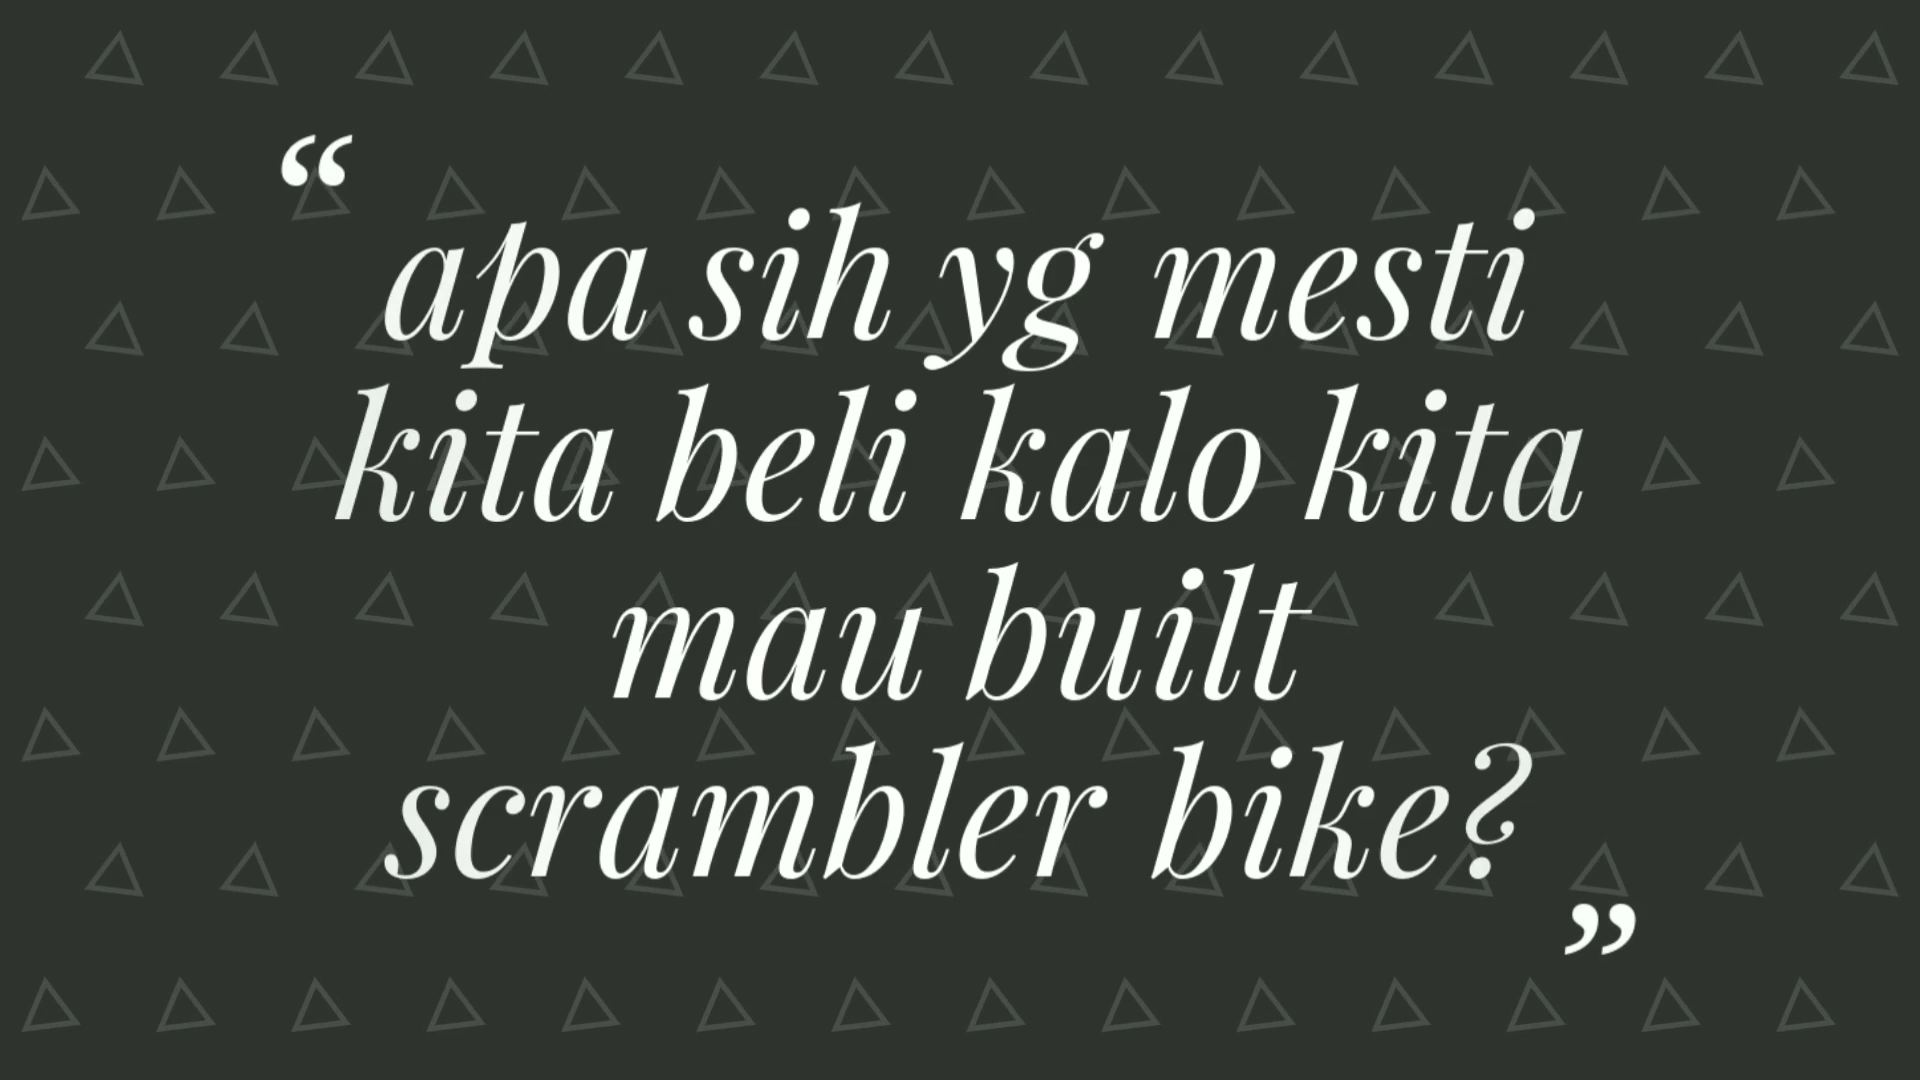 “
apa sih yg mesti
kita beli kalo kita
mau built
scrambler bike?
”